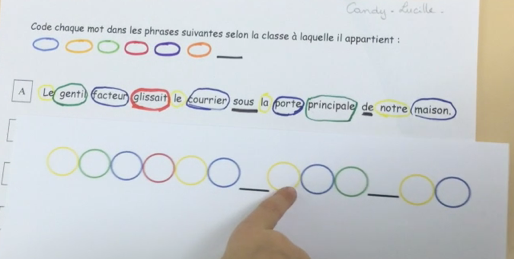 Candy. Lucille.
Code chaque mot dans les phrases suivantes selon la classe à laquelle il appartient :
A Le gentil facteur glissait le courrier sous la porte principale de notre maison.